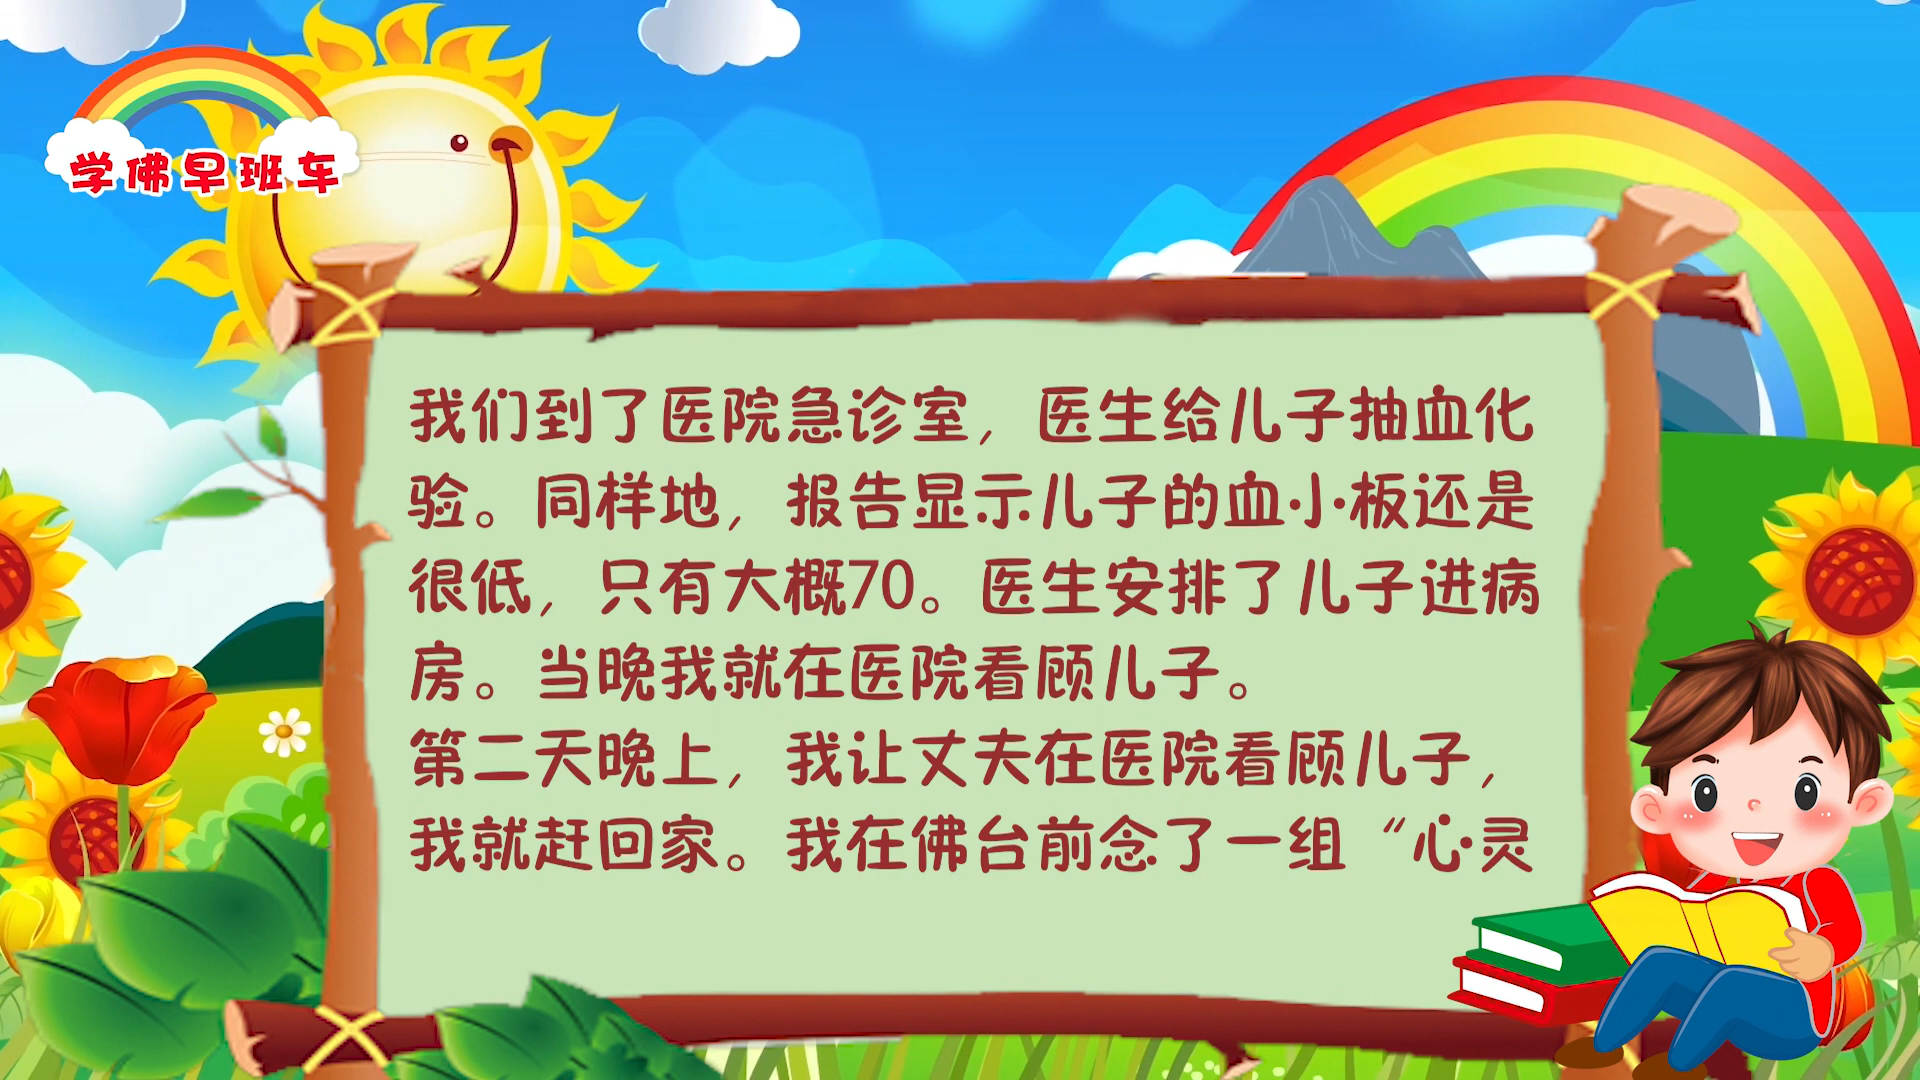 学佛早班车
我们到了医院急诊室，医生给儿子抽血化
验。同样地，报告显示儿子的血小板还是
很低，只有大概70。医生安排了儿子进病
房。当晚我就在医院看顾儿子。
第二天晚上，我让丈夫在医院看顾儿子，
我就赶回家。我在佛台前念了一组“心灵